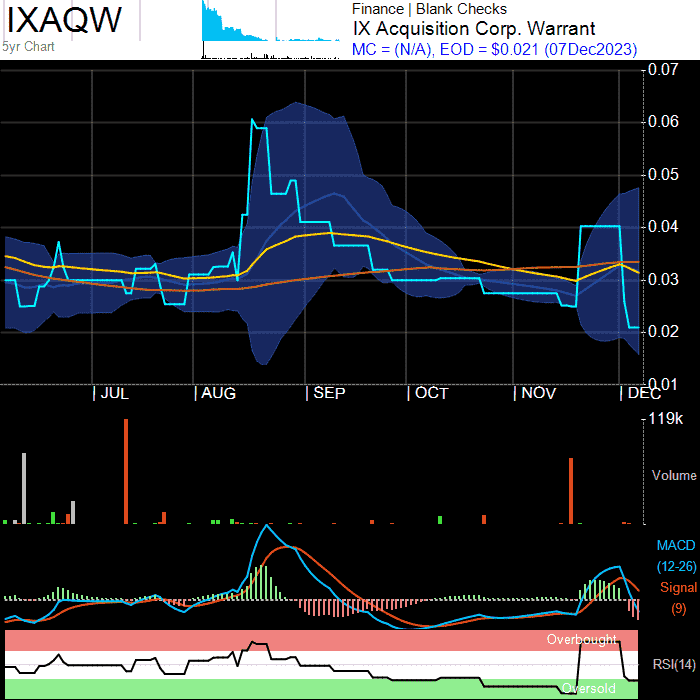 IXAQW
5yr Chart
Finance | Blank Checks
IX Acquisition Corp. Warrant
MC = (N/A), EOD = $0.021 (07Dec2023)
0.07
0.06
0.05
0.04
0.03
0.02
0.01
JUL AUG SEP OCT NOV DEC
119k
Volume
MACD
(12-26)
Signal
(9)
Overbought
RSI(14)
Oversold